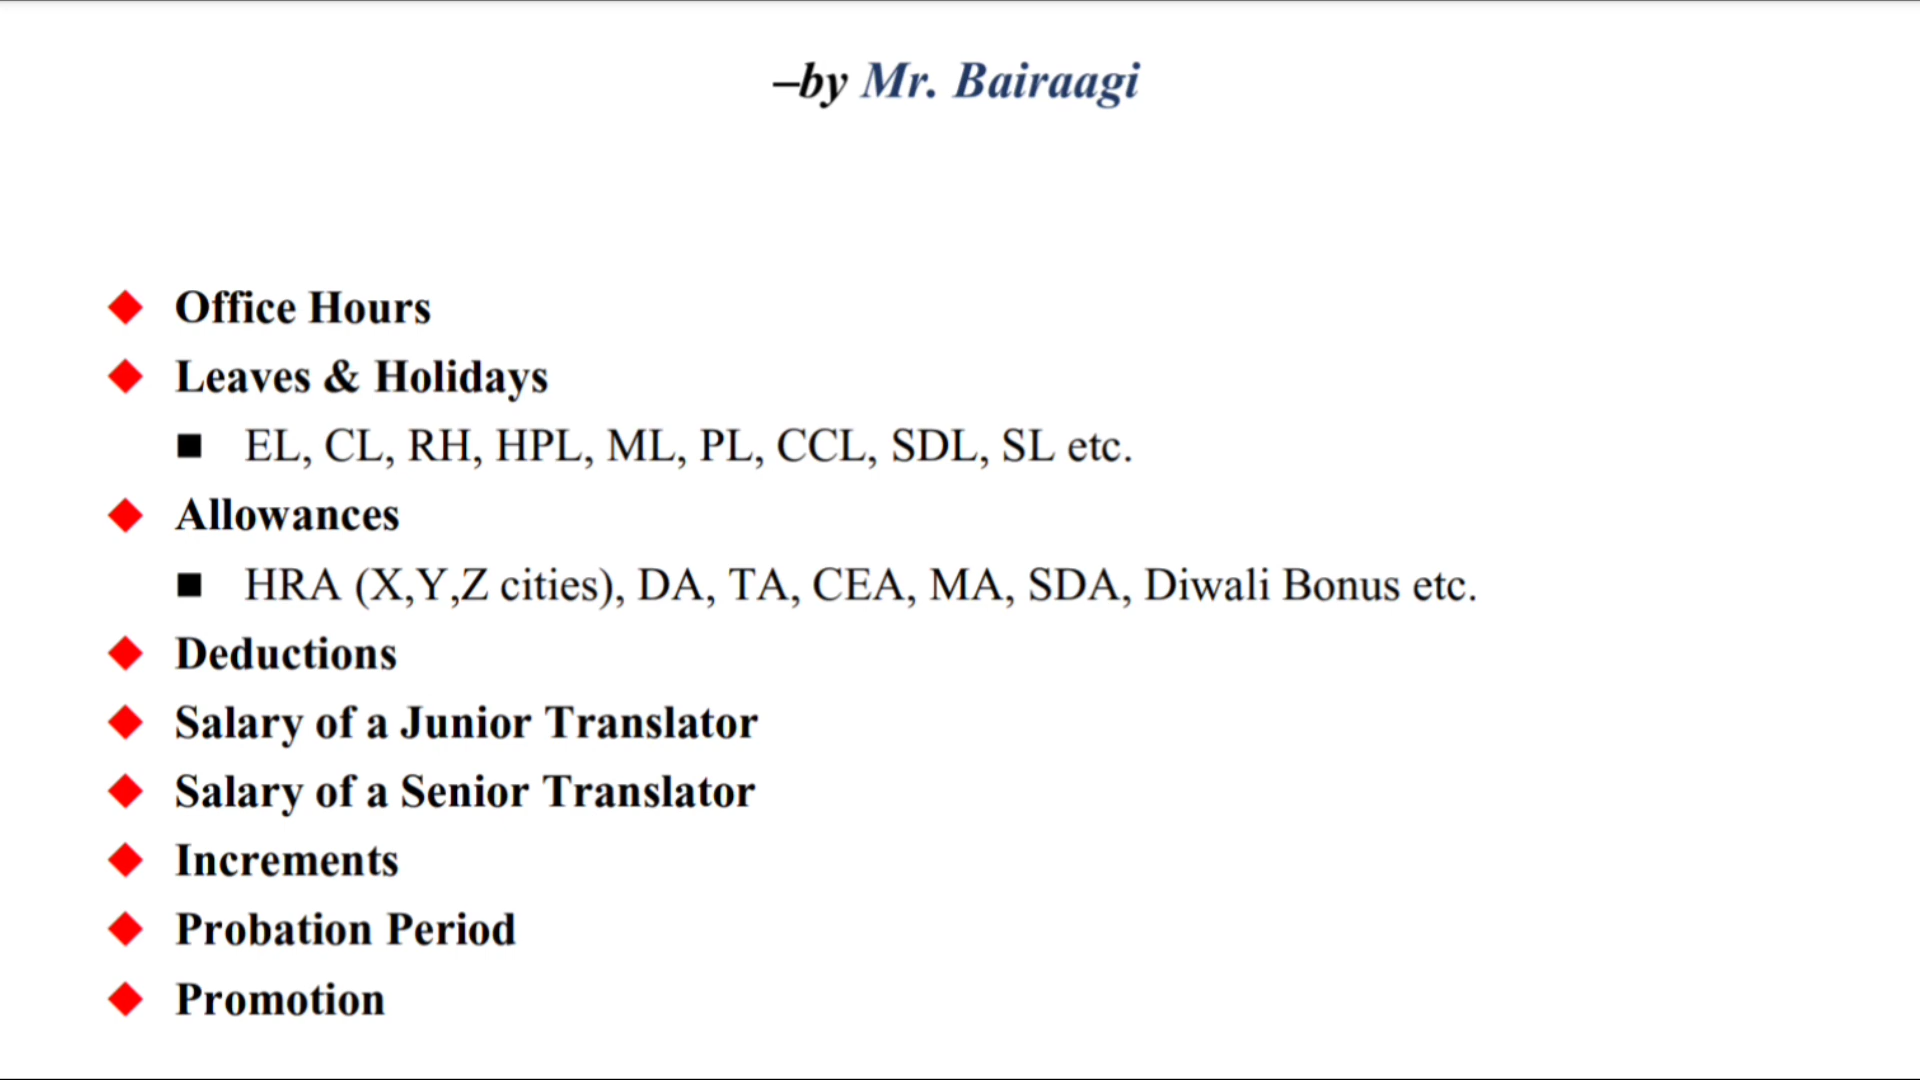 –by Mr. Bairaagi
◆ Office Hours
◆ Leaves & Holidays
■ EL, CL, RH, HPL, ML, PL, CCL, SDL, SL etc.
◆ Allowances
■ HRA (X,Y,Z cities), DA, TA, CEA, MA, SDA, Diwali Bonus etc.
◆ Deductions
◆ Salary of a Junior Translator
◆ Salary of a Senior Translator
◆ Increments
◆ Probation Period
◆ Promotion